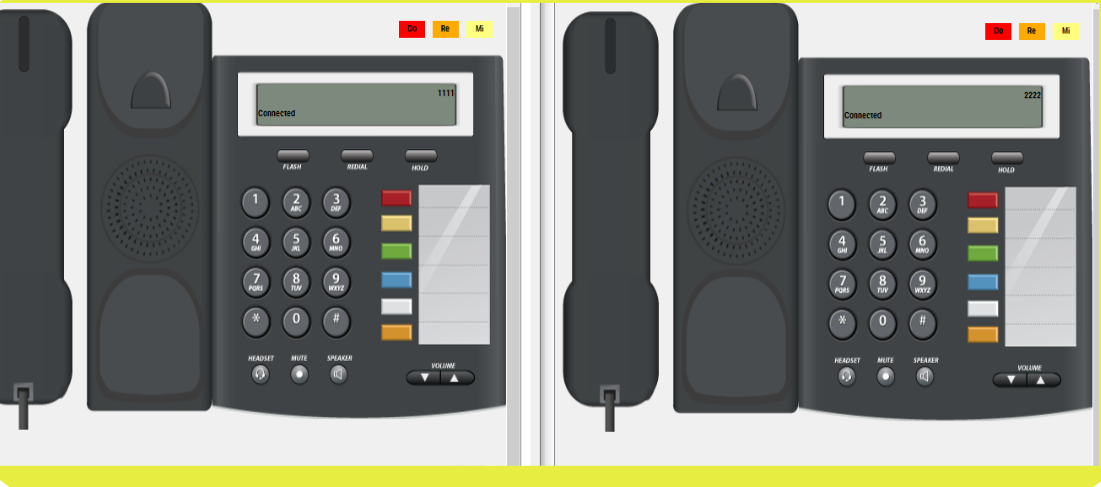 Do Re Mi
1111
Connected
FLASH REDIAL HOLD
1 2 3
ABC DEF
4 5 6
GHI JKL MNO
7 8 9
PQRS TUV WXYZ
* 0 #
HEADSET MUTE SPEAKER
VOLUME
Do Re Mi
2222
Connected
FLASH REDIAL HOLD
1 2 3
ABC DEF
4 5 6
GHI JKL MNO
7 8 9
PQRS TUV WXYZ
* 0 #
HEADSET MUTE SPEAKER
VOLUME